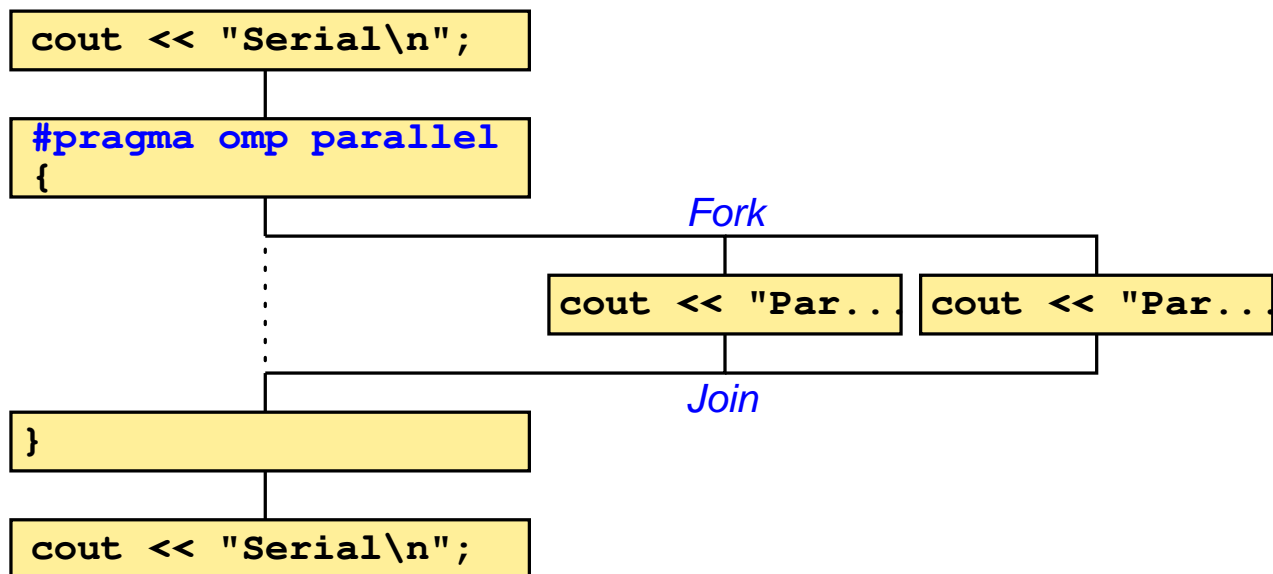 cout << "Serial\n";
#pragma omp parallel
{
Fork
cout << "Par...
cout << "Par...
Join
}
cout << "Serial\n";